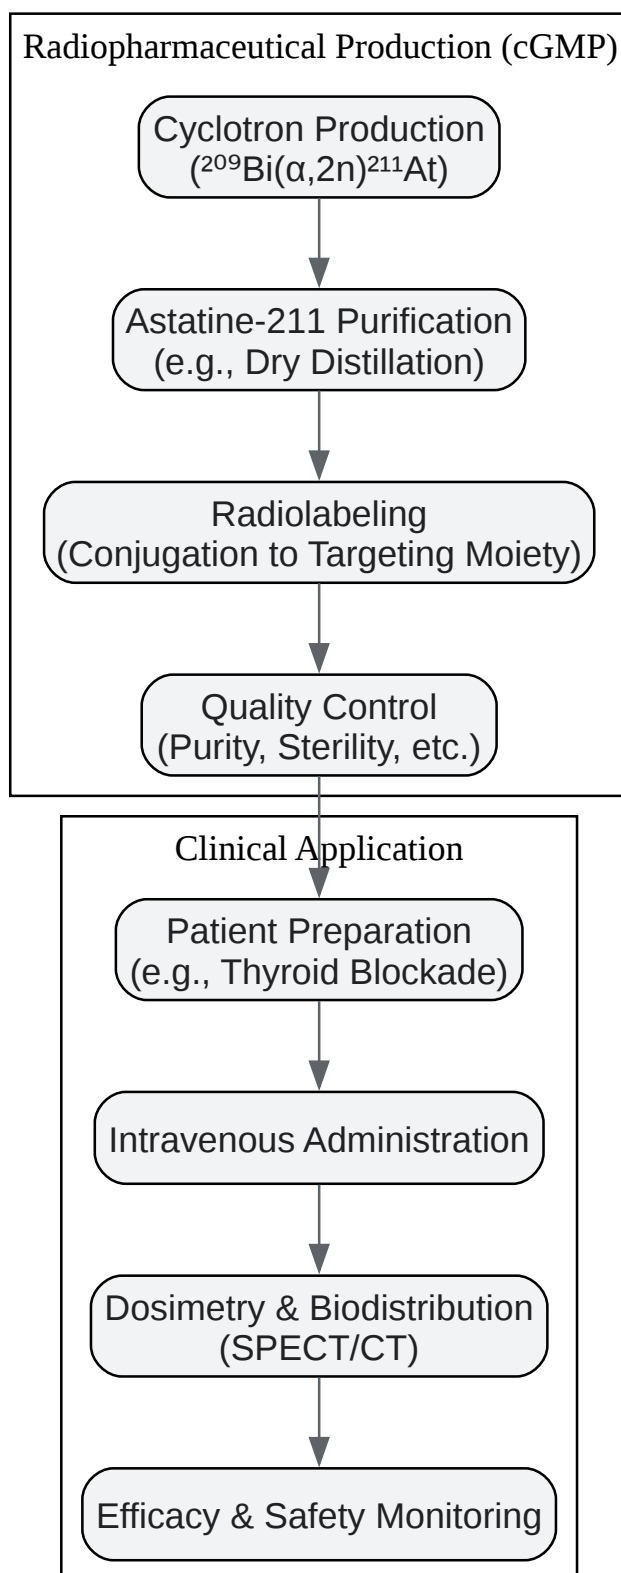 Radiopharmaceutical Production (cGMP)
Cyclotron Production
(²⁰⁹Bi(α,2n)²¹¹At)
Astatine-211 Purification
(e.g., Dry Distillation)
Radiolabeling
(Conjugation to Targeting Moiety)
Quality Control
(Purity, Sterility, etc.)
Clinical Application
Patient Preparation
(e.g., Thyroid Blockade)
Intravenous Administration
Dosimetry & Biodistribution
(SPECT/CT)
Efficacy & Safety Monitoring